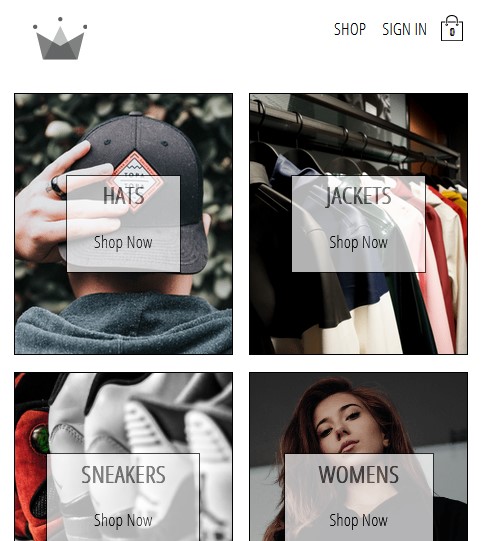 SHOP SIGN IN 0
HATS
Shop Now
JACKETS
Shop Now
SNEAKERS
Shop Now
WOMENS
Shop Now